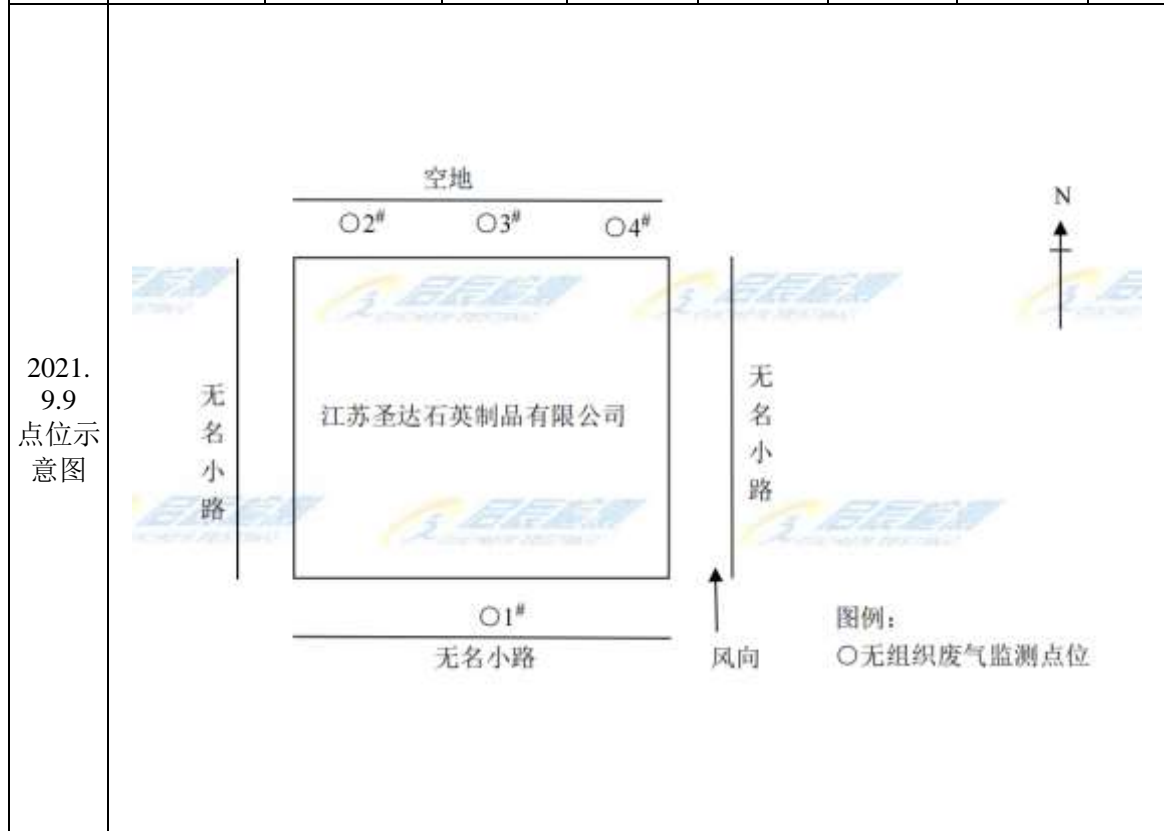 2021.
9.9
点位示
意图
空地
N
○2#
○3#
○4#
无名小路
江苏圣达石英制品有限公司
无名小路
○1#
无名小路
风向
图例：
○无组织废气监测点位